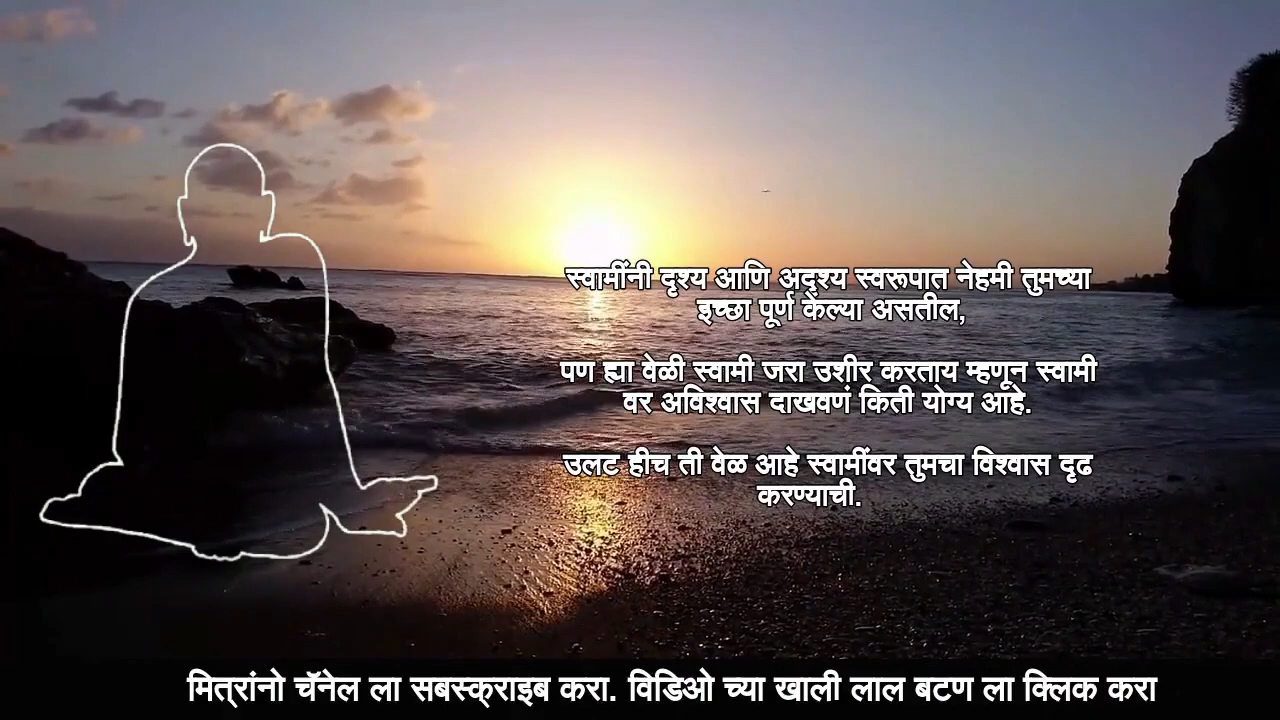 स्वामींनी दृश्य आणि अदृश्य स्वरूपात नेहमी तुमच्या
इच्छा पूर्ण केल्या असतील,
पण ह्या वेळी स्वामी जरा उशीर करताय म्हणून स्वामी
वर अविश्वास दाखवणं किती योग्य आहे.
उलट हीच ती वेळ आहे स्वामींवर तुमचा विश्वास दृढ
करण्याची.
मित्रांनो चॅनेल ला सबस्क्राइब करा. विडिओ च्या खाली लाल बटण ला क्लिक करा